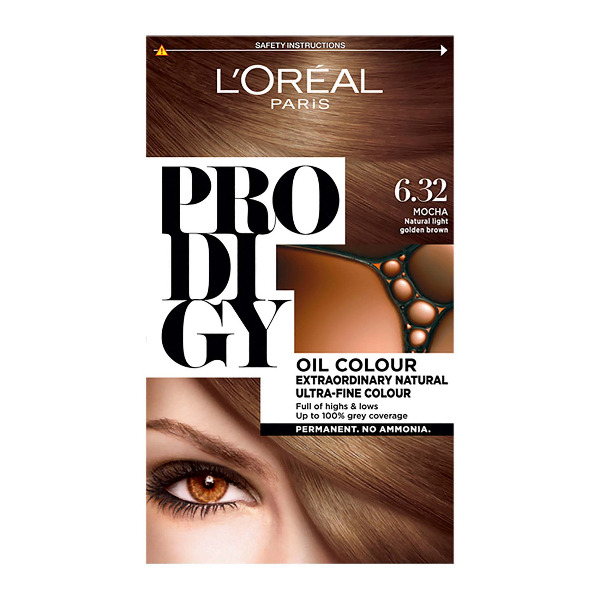 SAFETY INSTRUCTIONS
L'ORÉAL
PARIS
PRO
DI
GY
6.32
MOCHA
Natural light
golden brown
OIL COLOUR
EXTRAORDINARY NATURAL
ULTRA-FINE COLOUR
Full of highs & lows
Up to 100% grey coverage
PERMANENT. NO AMMONIA.